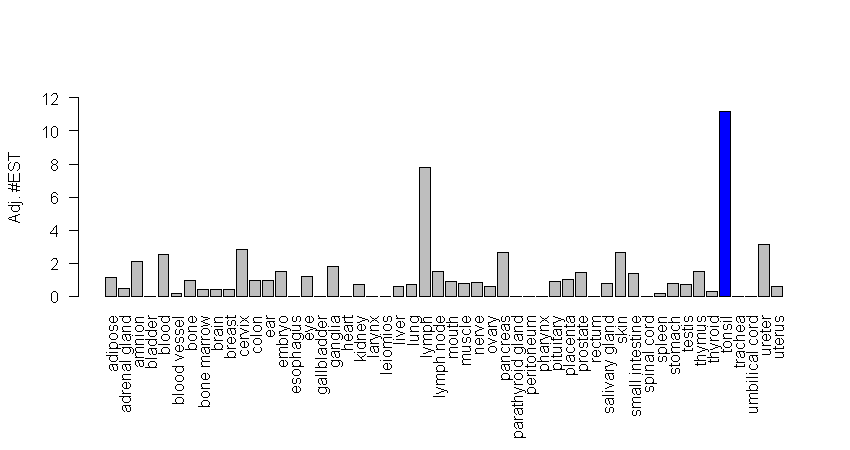 Adj. #EST
12
10
8
6
4
2
0
adipose
adrenal gland
amnion
bladder
blood
blood vessel
bone
bone marrow
brain
breast
cervix
colon
ear
embryo
esophagus
eye
gallbladder
ganglia
heart
kidney
larynx
leiomios
liver
lung
lymph
lymph node
mouth
muscle
nerve
ovary
pancreas
parathyroid gland
peritoneum
pharynx
pituitary
placenta
prostate
rectum
salivary gland
skin
small intestine
spinal cord
spleen
stomach
testis
thymus
thyroid
tonsil
trachea
umbilical cord
ureter
uterus